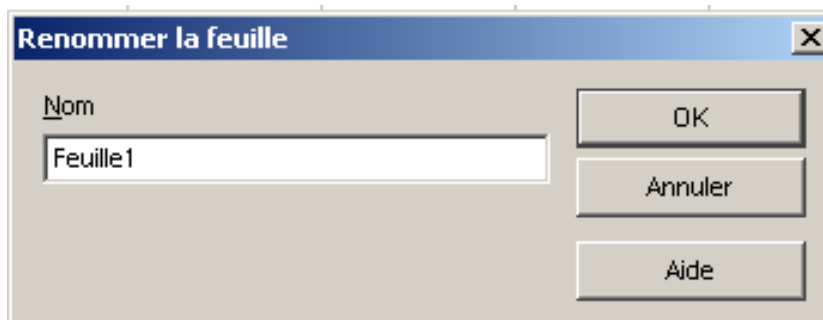 Renommer la feuille
Nom
OK
Feuille1
Annuler
Aide